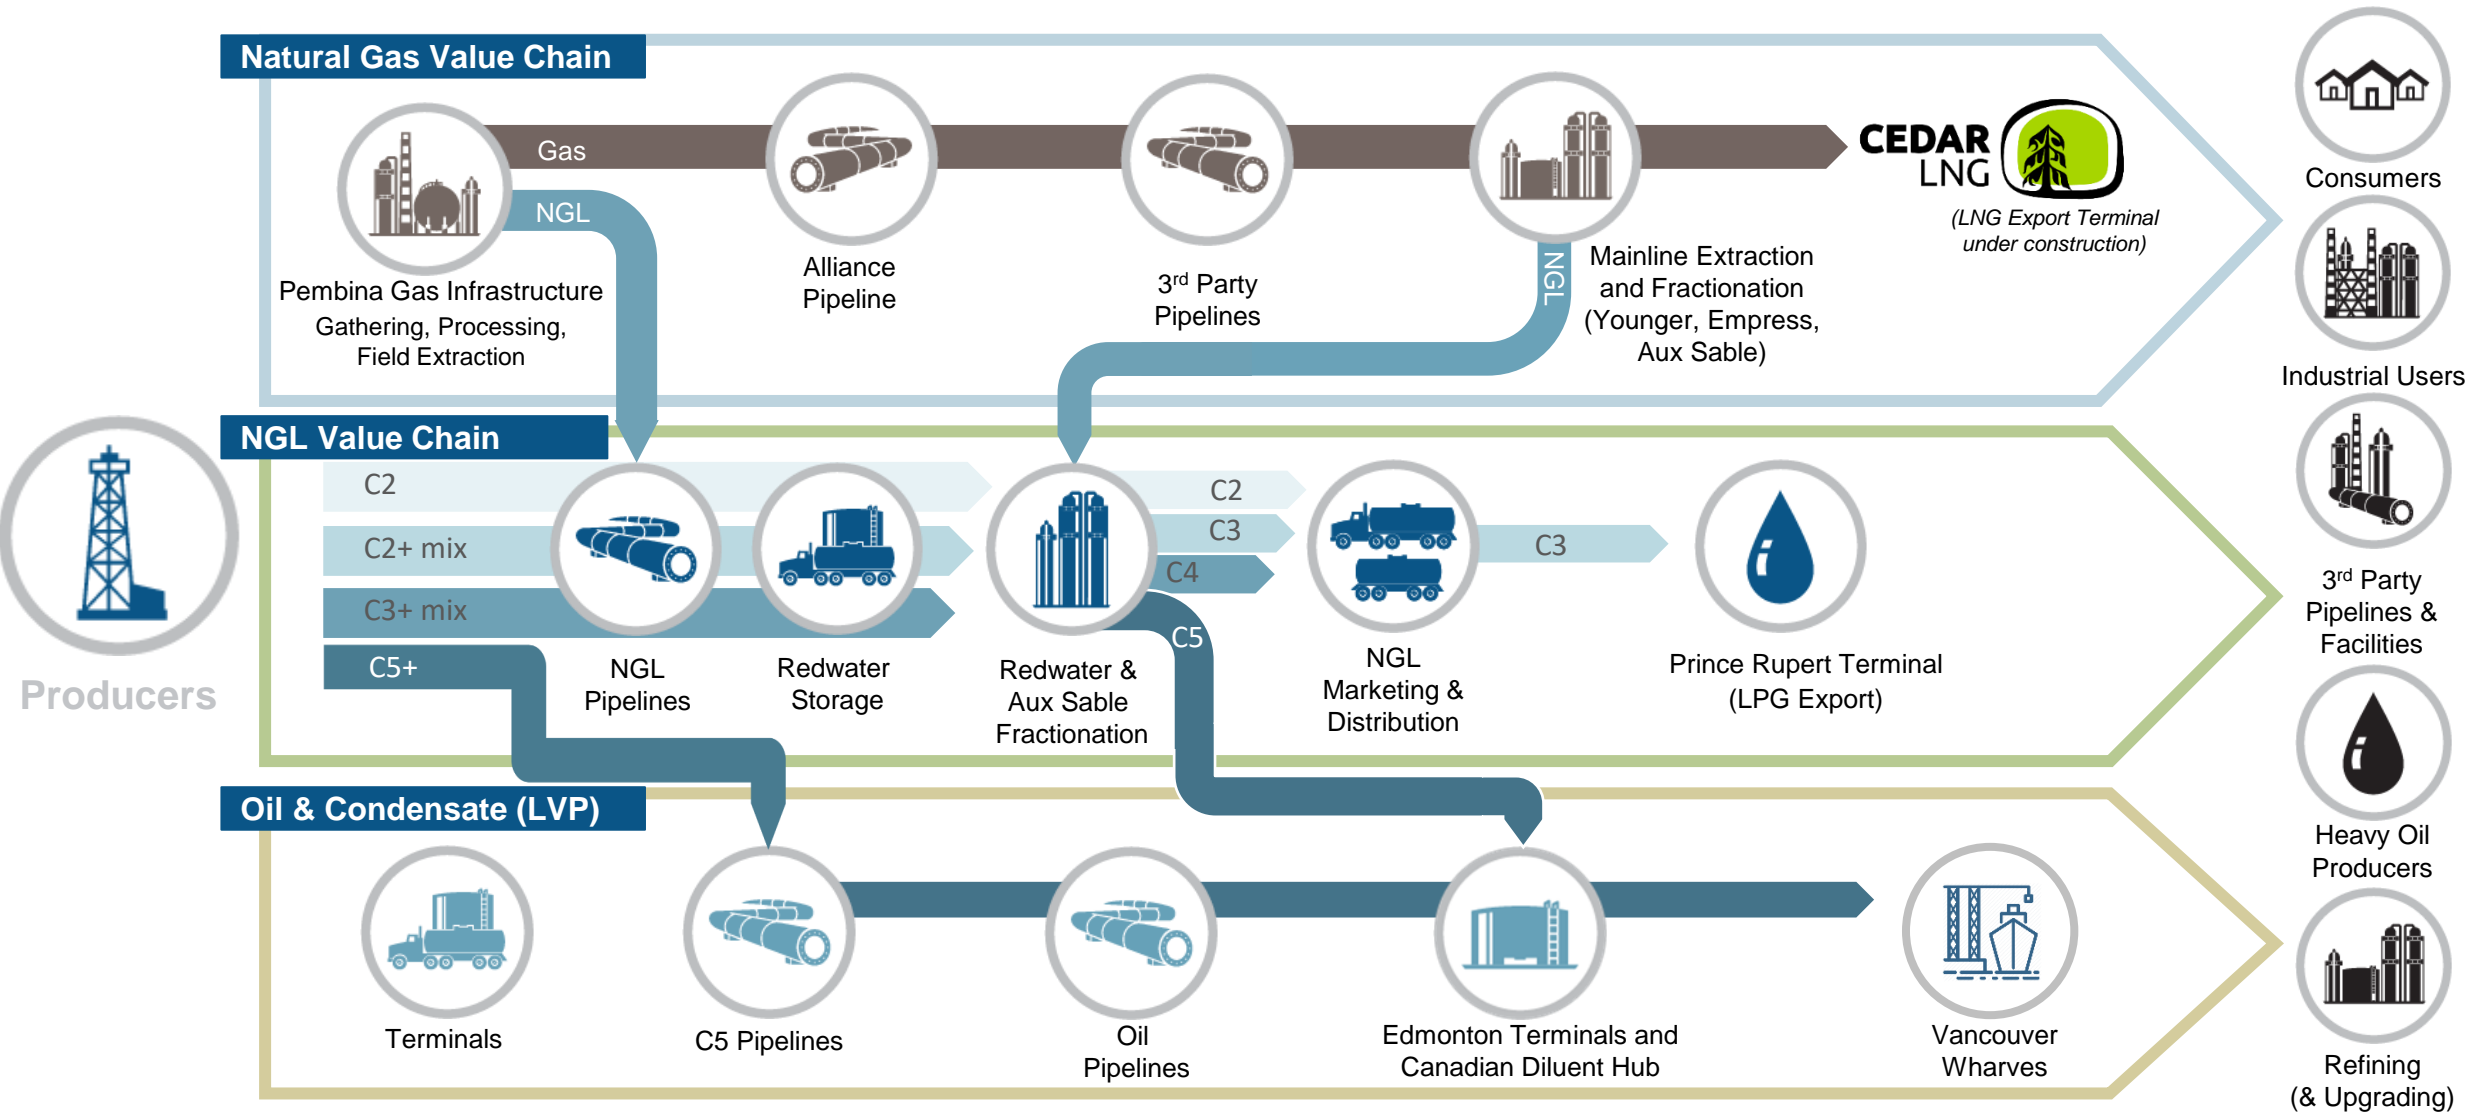 Natural Gas Value Chain
Gas
NGL
Pembina Gas Infrastructure
Gathering, Processing,
Field Extraction
Alliance
Pipeline
3rd Party
Pipelines
NGL
Mainline Extraction
and Fractionation
(Younger, Empress,
Aux Sable)
CEDAR
LNG
(LNG Export Terminal
under construction)
Producers
NGL Value Chain
C2
C2+ mix
C3+ mix
C5+
NGL
Pipelines
Redwater
Storage
Redwater &
Aux Sable
Fractionation
C2
C3
C4
C5
NGL
Marketing &
Distribution
C3
Prince Rupert Terminal
(LPG Export)
Oil & Condensate (LVP)
Terminals
C5 Pipelines
Oil
Pipelines
Edmonton Terminals and
Canadian Diluent Hub
Vancouver
Wharves
Consumers
Industrial Users
3rd Party
Pipelines &
Facilities
Heavy Oil
Producers
Refining
(& Upgrading)